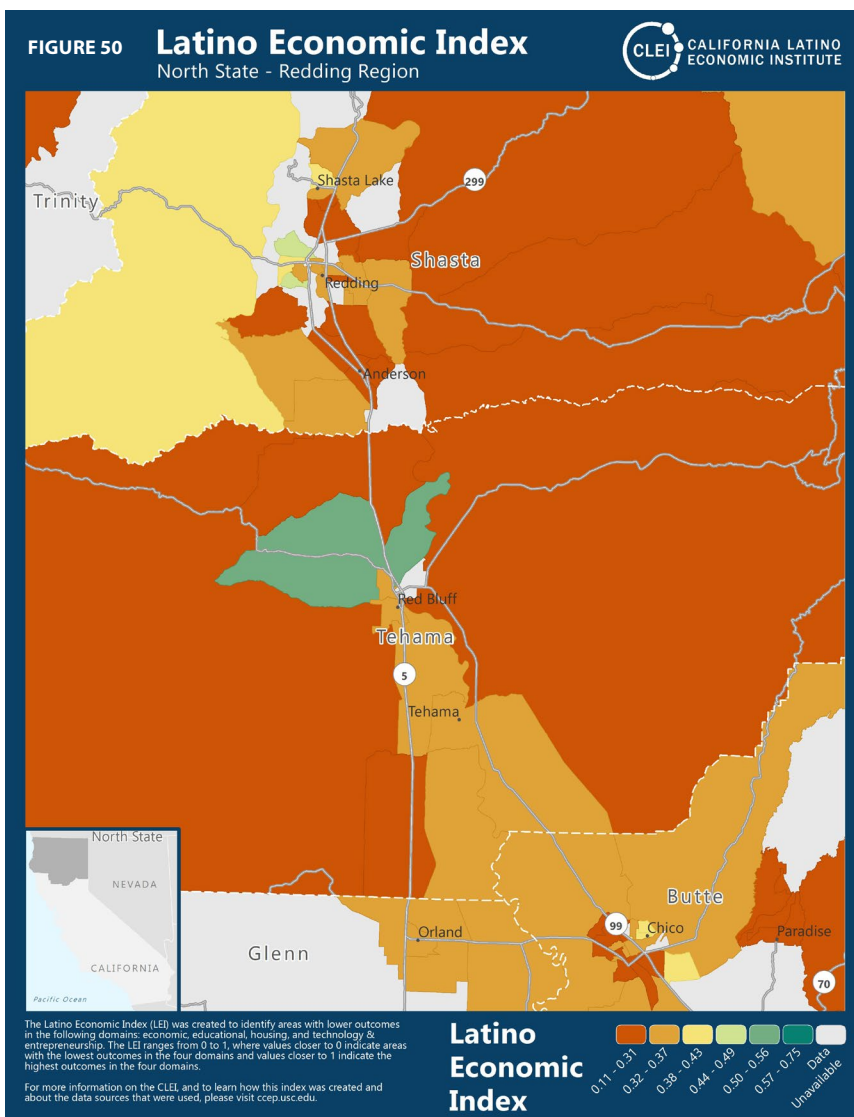 FIGURE 50
Latino Economic Index
North State - Redding Region
CLEI
CALIFORNIA LATINO
ECONOMIC INSTITUTE
Trinity
Shasta Lake
299
Shasta
Redding
Anderson
Red Bluff
Tehama
5
Tehama
North State
NEVADA
CALIFORNIA
Pacific Ocean
Butte
99
Chico
Orland
Paradise
Glenn
70
The Latino Economic Index (LEI) was created to identify areas with lower outcomes
in the following domains: economic, educational, housing, and technology &
entrepreneurship. The LEI ranges from 0 to 1, where values closer to 0 indicate areas
with the lowest outcomes in the four domains and values closer to 1 indicate the
highest outcomes in the four domains.
For more information on the CLEI, and to learn how this index was created and
about the data sources that were used, please visit ccep.usc.edu.
Latino
Economic
Index
0.11 - 0.31
0.32 - 0.37
0.38 - 0.43
0.44 - 0.49
0.50 - 0.56
0.57 - 0.75
Data
Unavailable